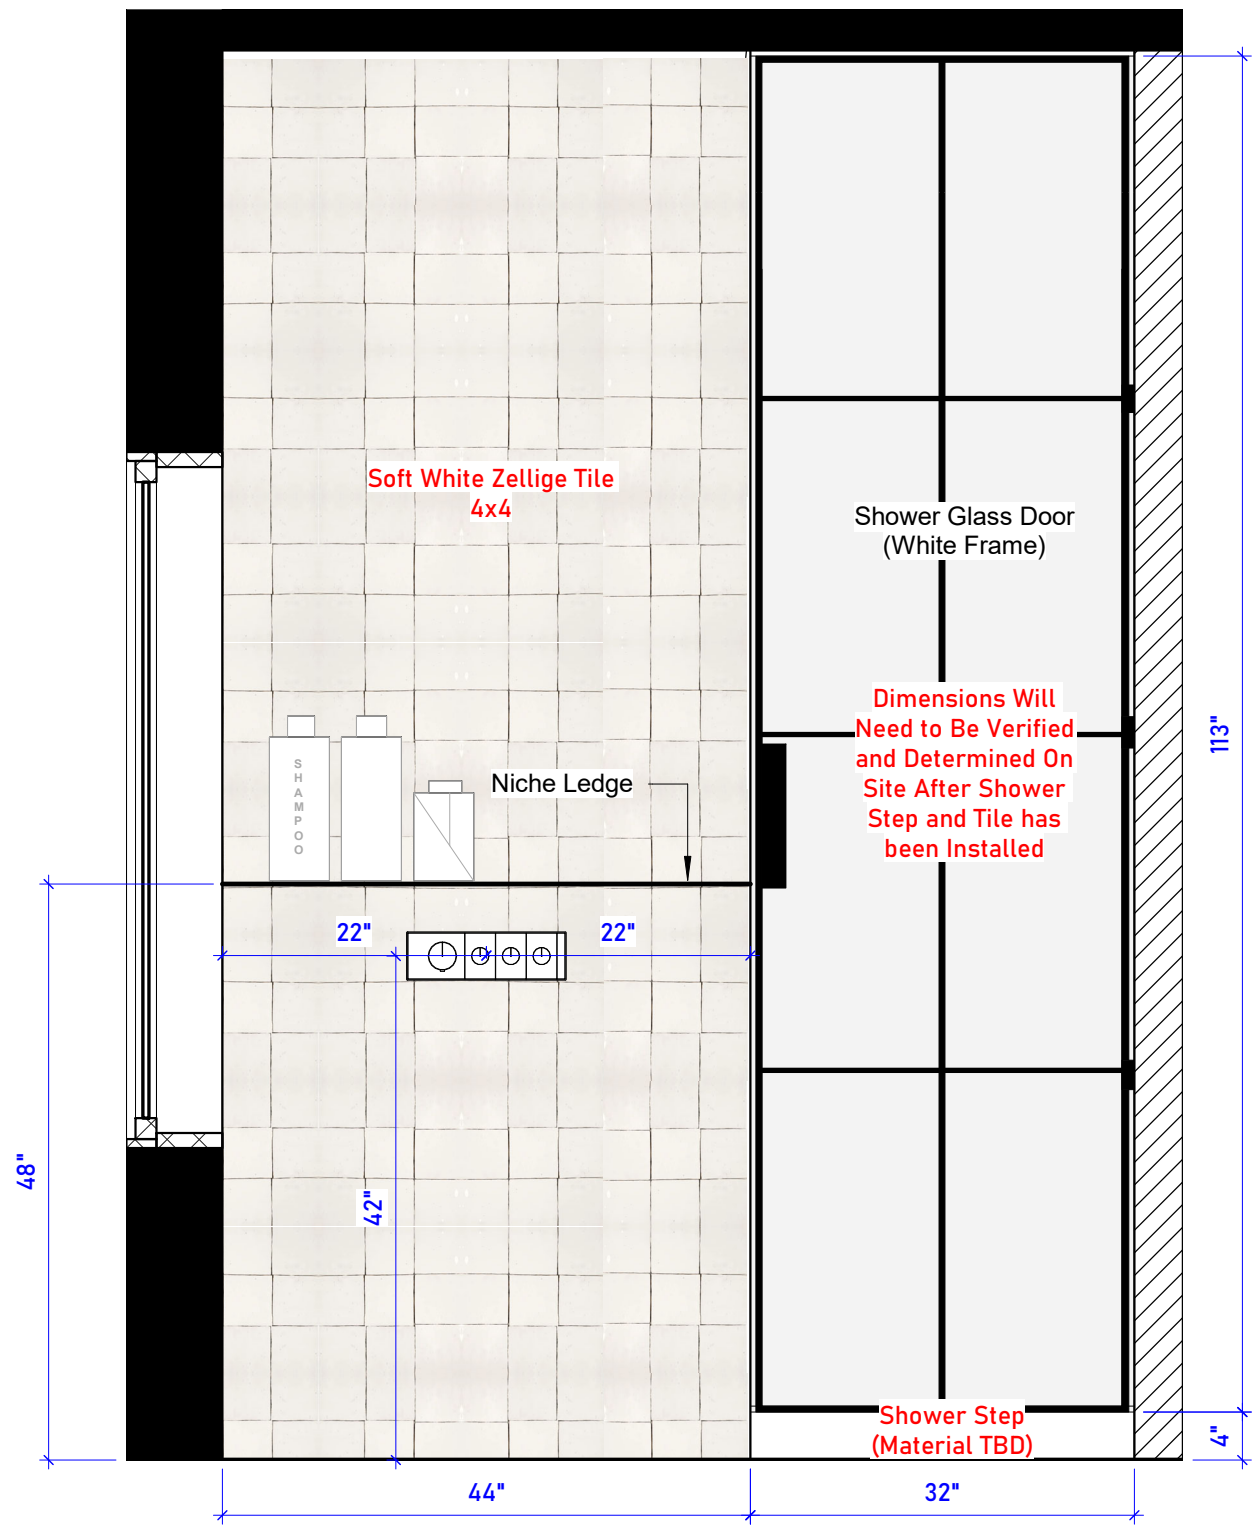 Soft White Zellige Tile
4x4
Shower Glass Door
(White Frame)
Dimensions Will
Need to Be Verified
and Determined On
Site After Shower
Step and Tile has
been Installed
113"
SHAMPOO
Niche Ledge
22"
22"
48"
42"
Shower Step
(Material TBD)
4"
44"
32"